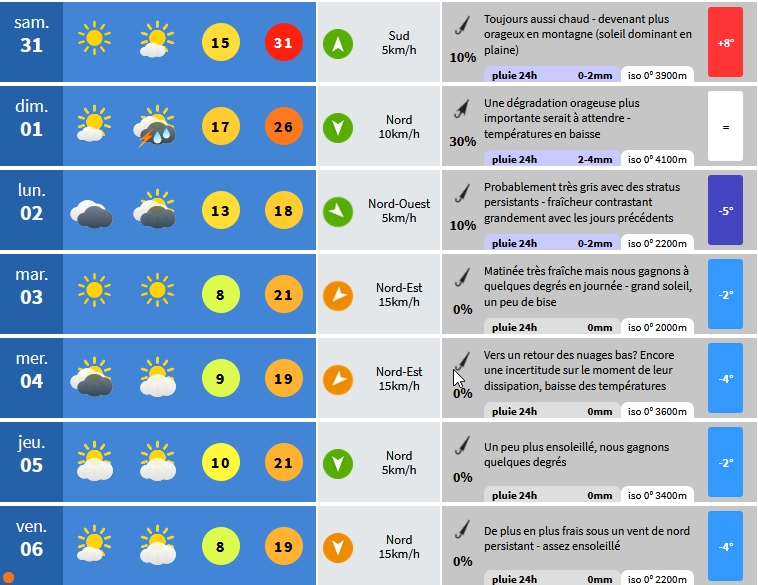 sam.
31
15
31
Sud
5km/h
10%
Toujours aussi chaud - devenant plus
orageux en montagne (soleil dominant en
plaine)
pluie 24h 0-2mm iso 0° 3900m
+8°
dim.
01
17
26
Nord
10km/h
30%
Une dégradation orageuse plus
importante serait à attendre -
températures en baisse
pluie 24h 2-4mm iso 0° 4100m
=
lun.
02
13
18
Nord-Ouest
5km/h
10%
Probablement très gris avec des stratus
persistants - fraîcheur contrastant
grandement avec les jours précédents
pluie 24h 0-2mm iso 0° 2200m
-5°
mar.
03
8
21
Nord-Est
15km/h
0%
Matinée très fraîche mais nous gagnons à
quelques degrés en journée - grand soleil,
un peu de bise
pluie 24h 0mm iso 0° 2000m
-2°
mer.
04
9
19
Nord-Est
15km/h
0%
Vers un retour des nuages bas? Encore
une incertitude sur le moment de leur
dissipation, baisse des températures
pluie 24h 0mm iso 0° 3600m
-4°
jeu.
05
10
21
Nord
5km/h
0%
Un peu plus ensoleillé, nous gagnons
quelques degrés
pluie 24h 0mm iso 0° 3400m
-2°
ven.
06
8
19
Nord
15km/h
0%
De plus en plus frais sous un vent de nord
persistant - assez ensoleillé
pluie 24h 0mm iso 0° 2200m
-4°